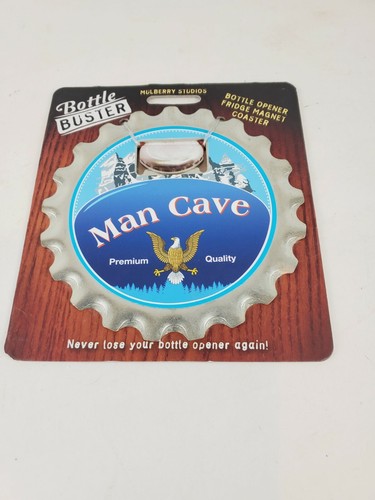 Bottle
BUSTER
MULBERRY STUDIOS
BOTTLE OPENER
FRIDGE MAGNET
COASTER
Man Cave
Premium Quality
Never lose your bottle opener again!